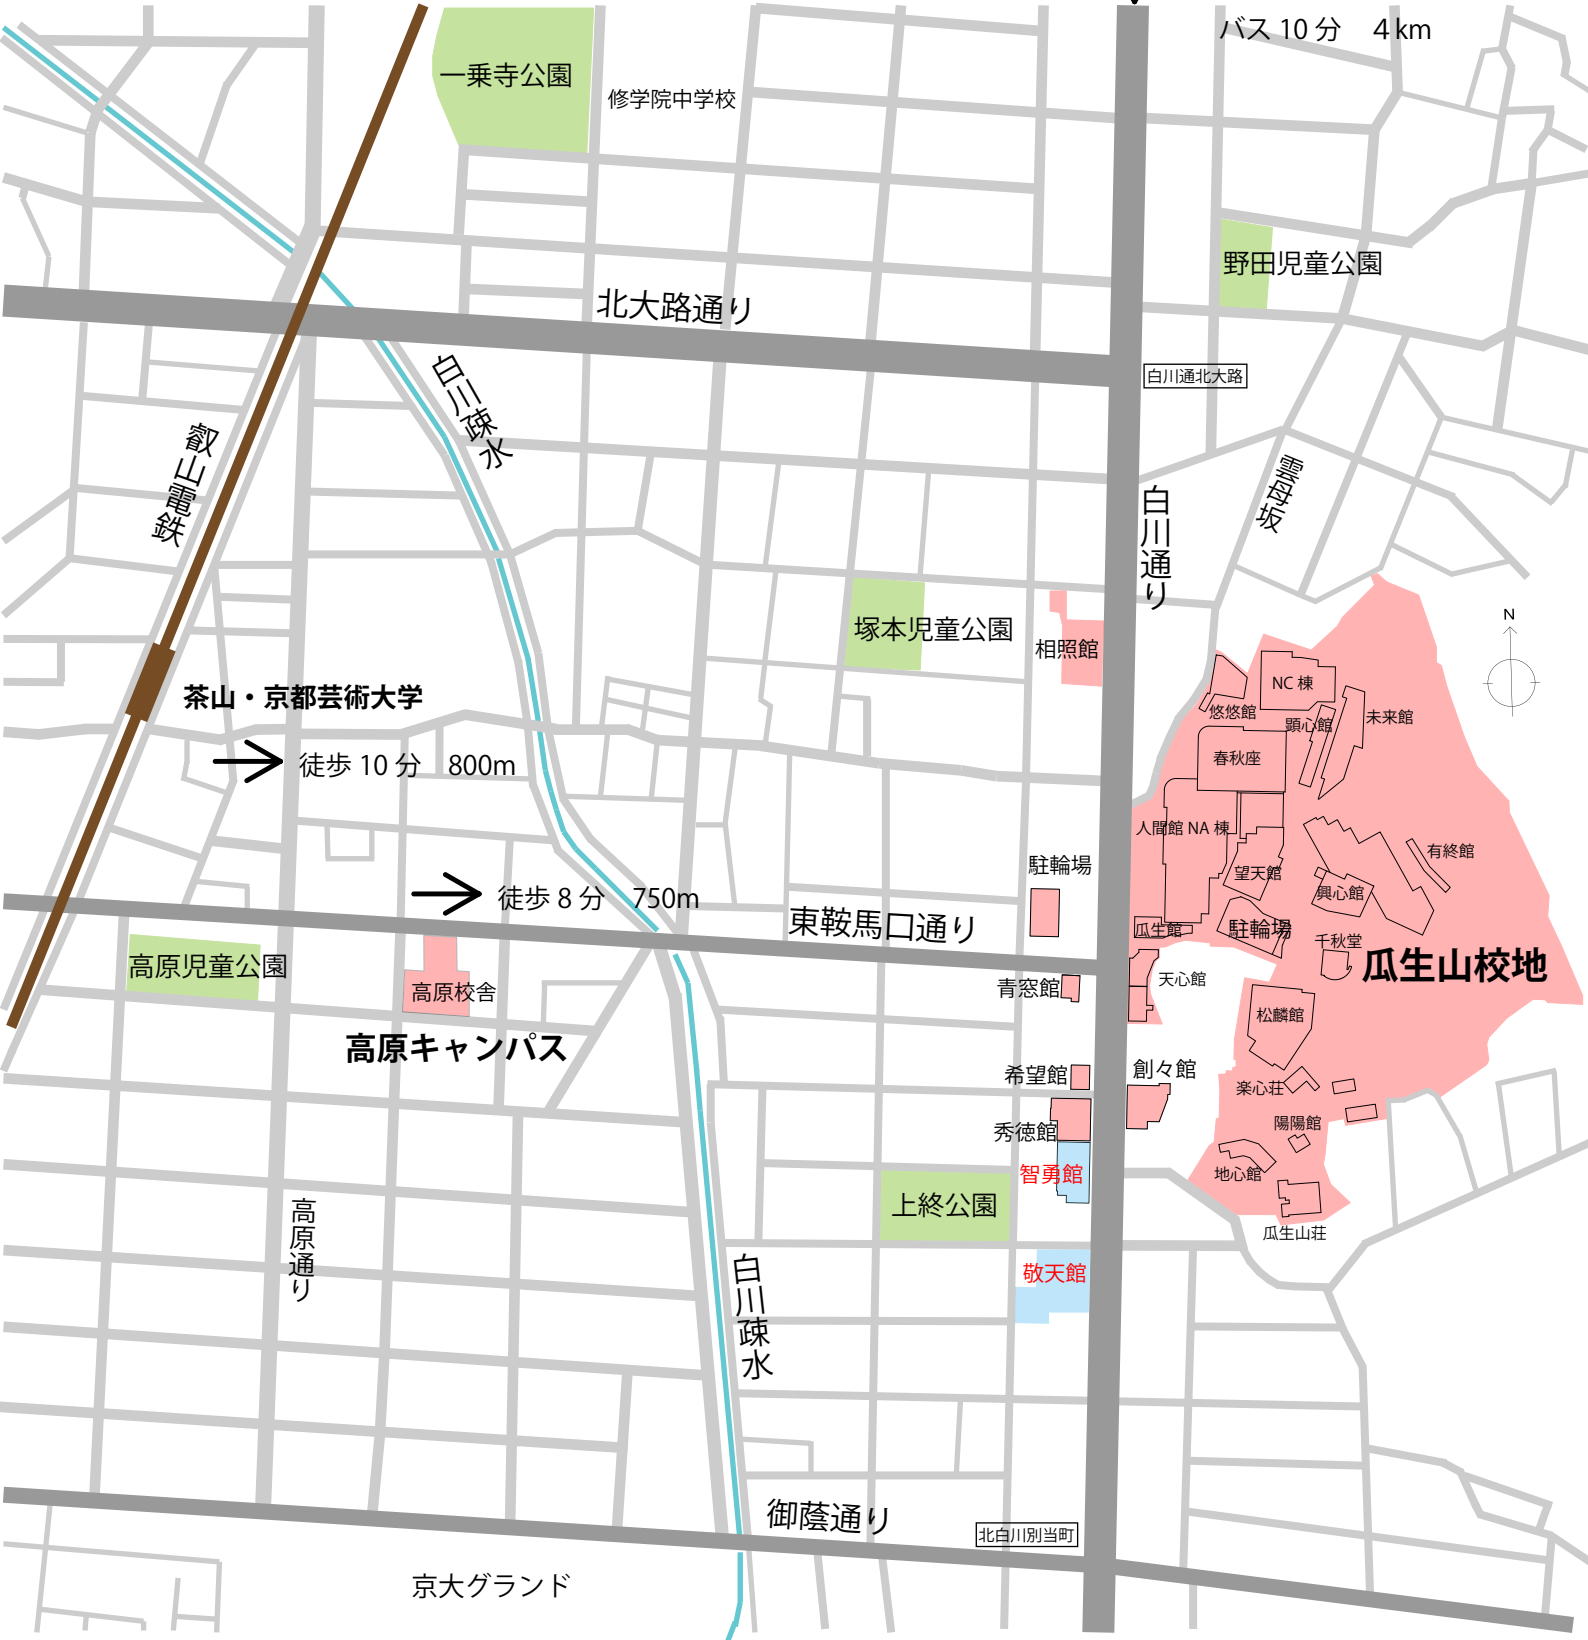 バス 10 分　4 km
一乗寺公園
修学院中学校
野田児童公園
北大路通り
白川通北大路
白川疎水
叡山電鉄
雲母坂
白川通り
塚本児童公園
相照館
N
茶山・京都芸術大学
徒歩 10 分　800m
NC 棟
悠悠館
顕心館
未来館
春秋座
人間館 NA 棟
望天館
有終館
興心館
駐輪場
徒歩 8 分　750m
東鞍馬口通り
瓜生館
駐輪場
千秋堂
瓜生山校地
高原児童公園
高原校舎
高原キャンパス
青窓館
天心館
松麟館
希望館
創々館
楽心荘
秀徳館
陽陽館
智勇館
地心館
上終公園
瓜生山荘
高原通り
白川疎水
敬天館
御蔭通り
北白川別当町
京大グランド